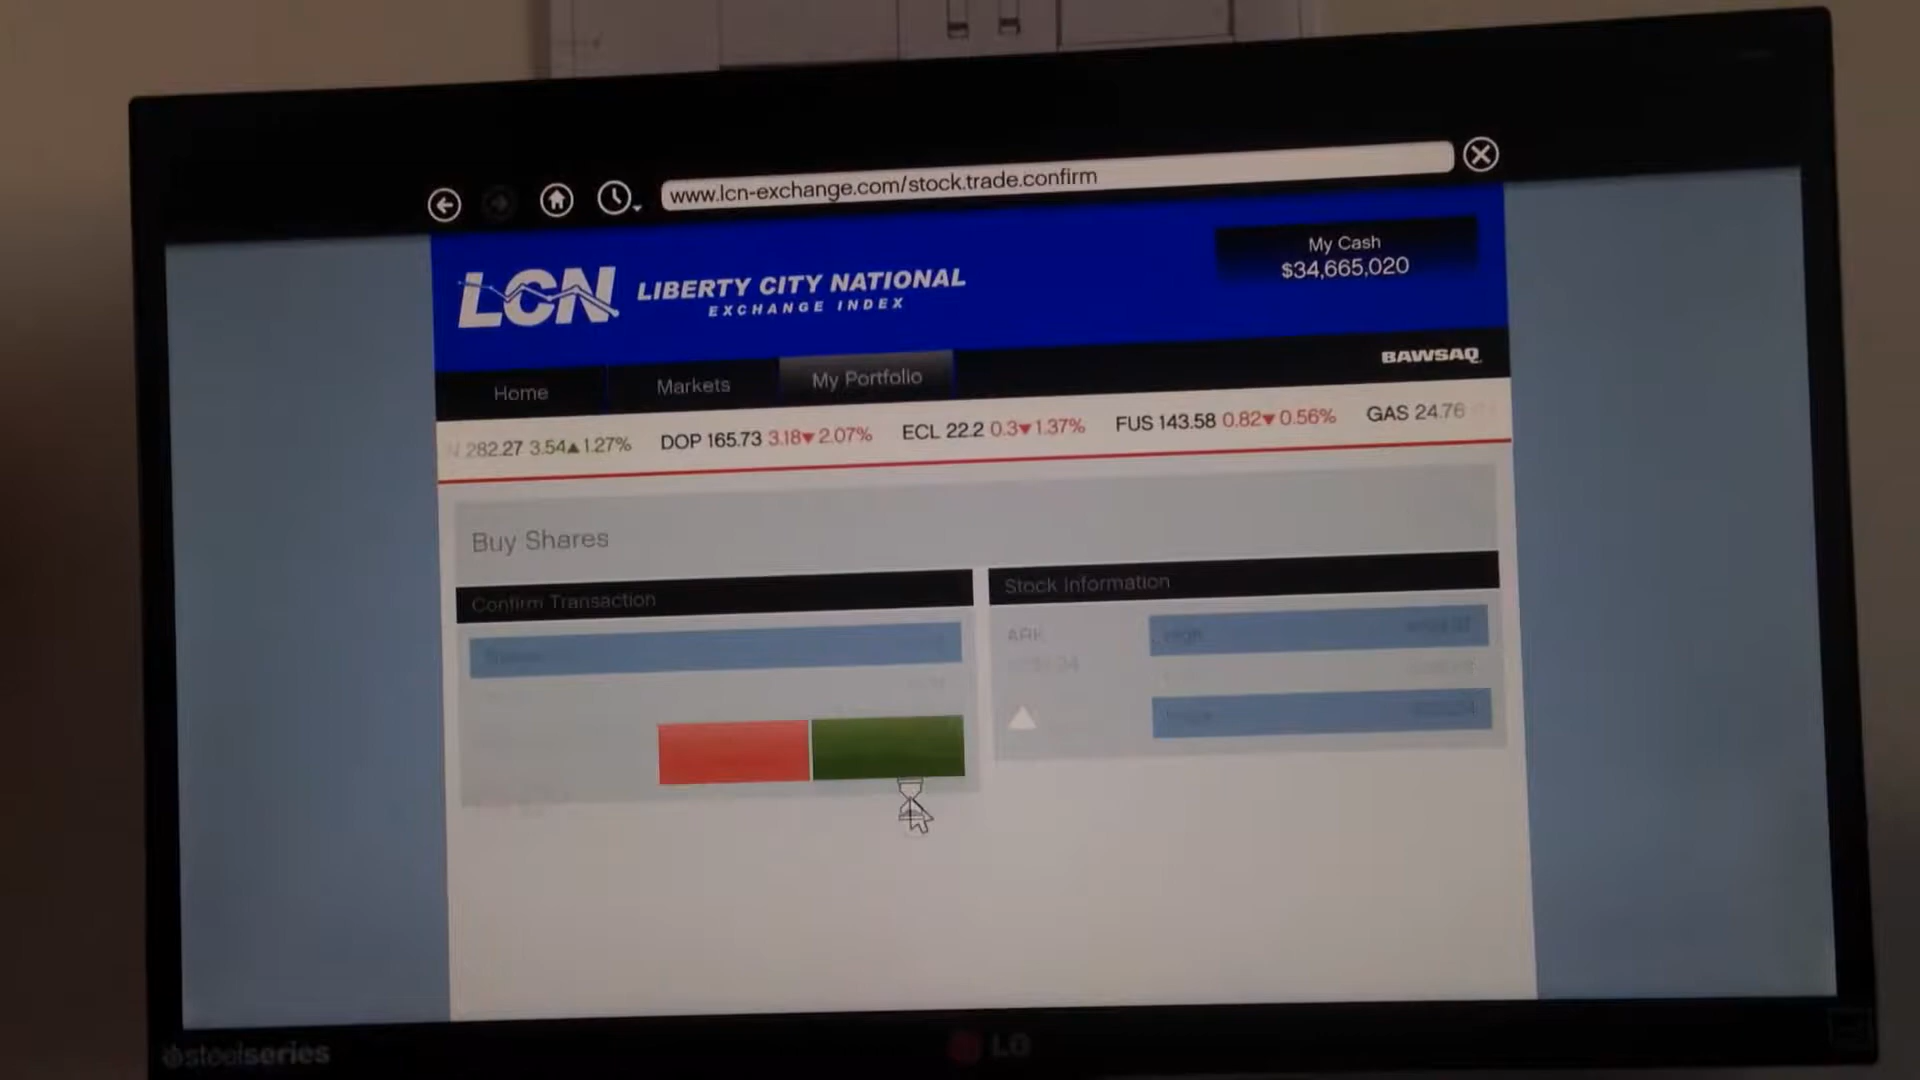 www.lcn-exchange.com/stock.trade.confirm
My Cash
$34,665,020
LCN LIBERTY CITY NATIONAL
EXCHANGE INDEX
BAWSAQ
Home Markets My Portfolio
282.27 3.54▲1.27% DOP 165.73 3.18▼2.07% ECL 22.2 0.3▼1.37% FUS 143.58 0.82▼0.56% GAS 24.76
Buy Shares
Confirm Transaction
Stock Information
High
steelseries
LG